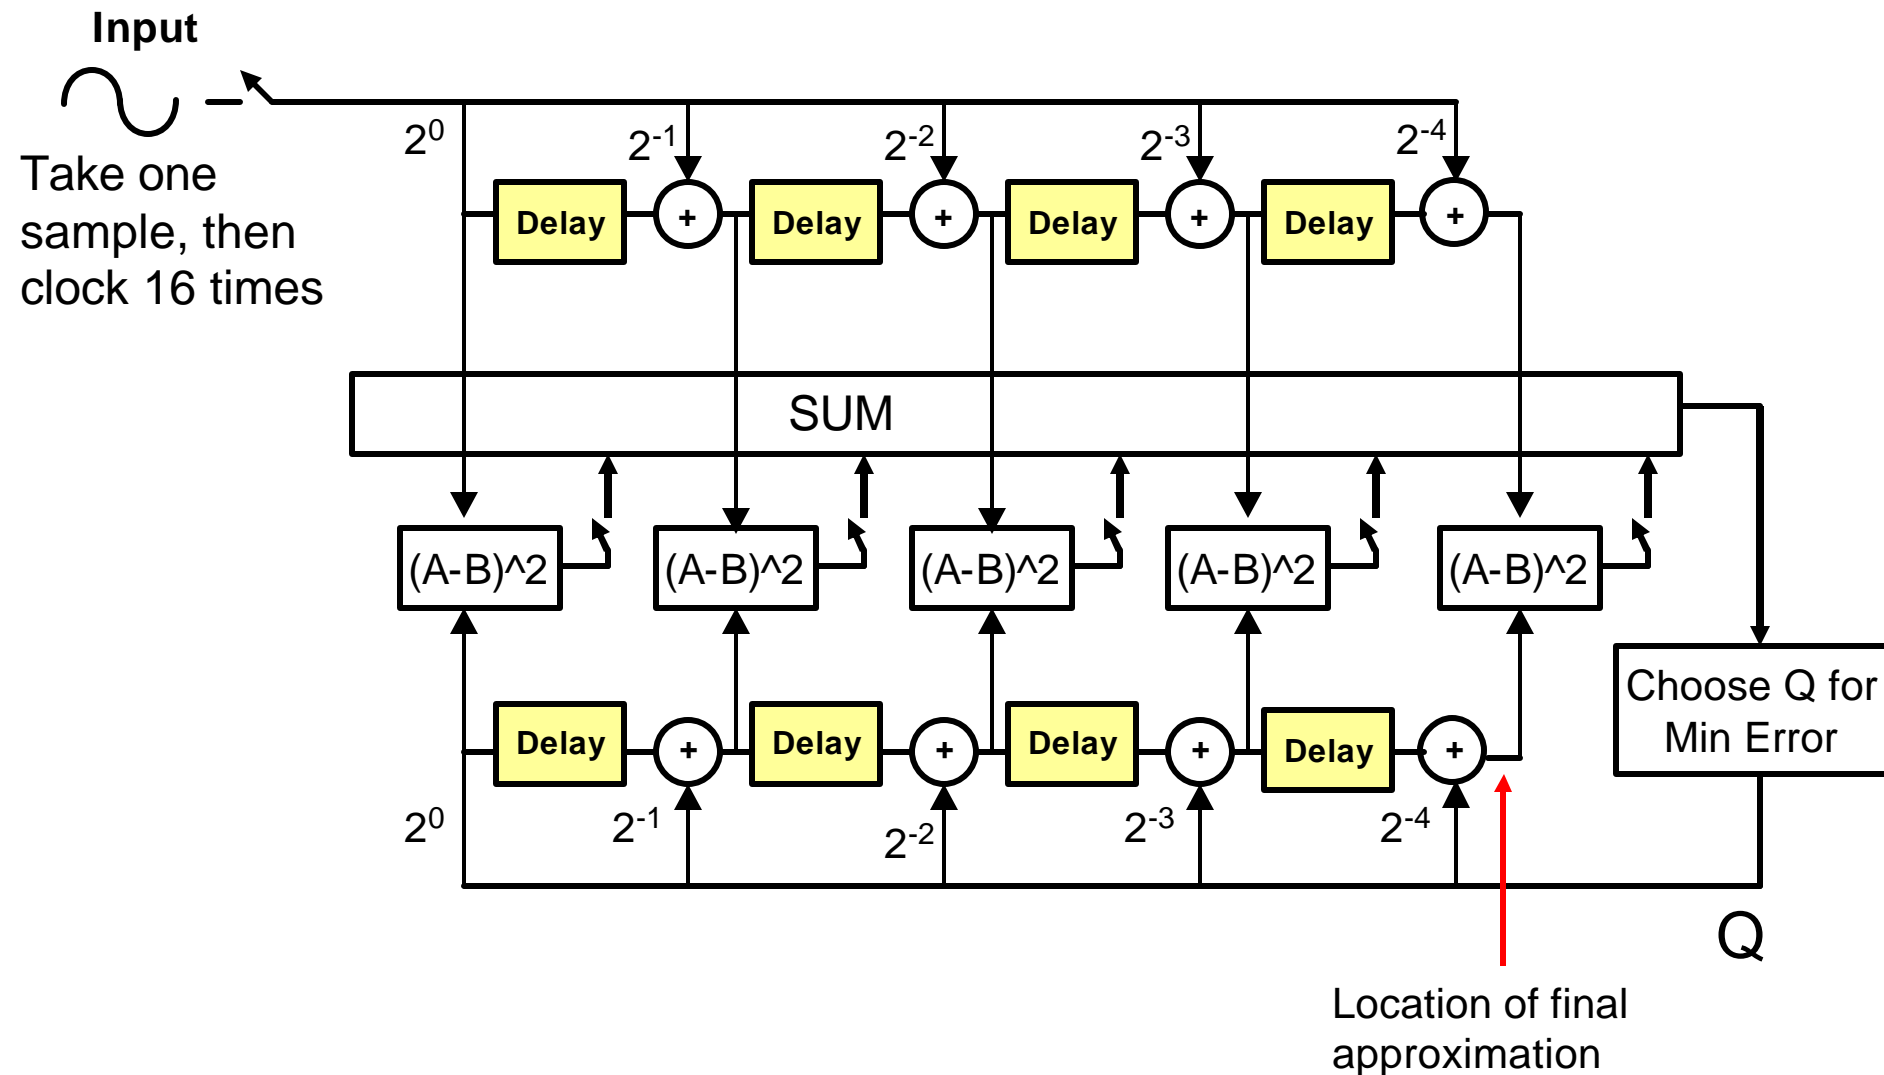 Input
Take one
sample, then
clock 16 times
2^0 2^-1 2^-2 2^-3 2^-4
Delay + Delay + Delay + Delay +
SUM
(A-B)^2 (A-B)^2 (A-B)^2 (A-B)^2 (A-B)^2
Choose Q for
Min Error
Delay + Delay + Delay + Delay +
2^0 2^-1 2^-2 2^-3 2^-4
Q
Location of final
approximation